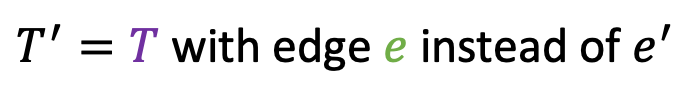 T′ = T with edge e instead of e′